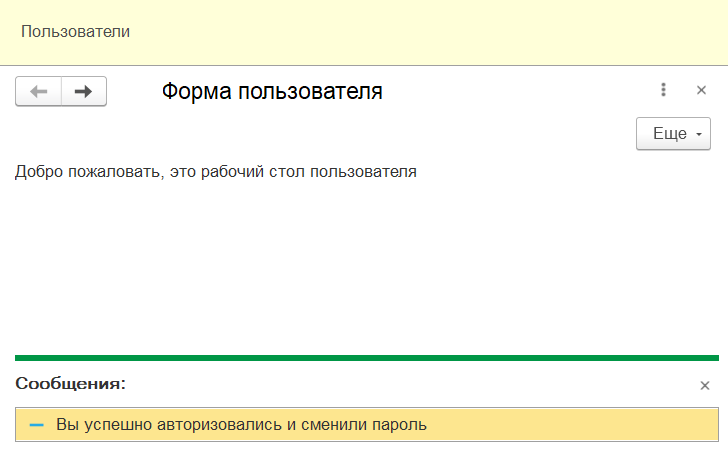 Пользователи
Форма пользователя
Еще
Добро пожаловать, это рабочий стол пользователя
Сообщения:
Вы успешно авторизовались и сменили пароль